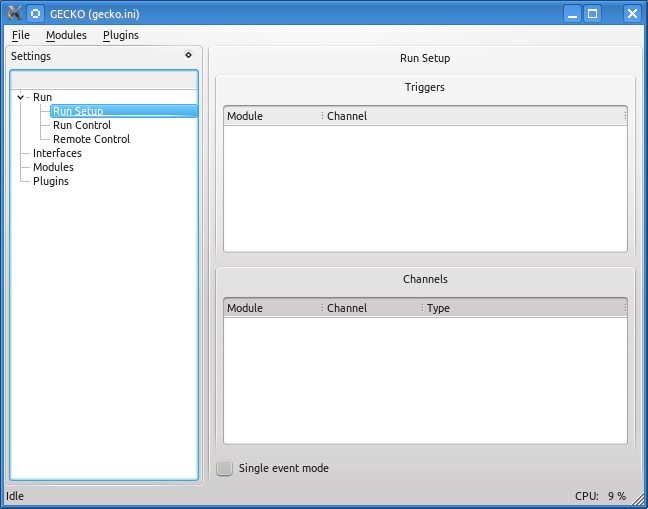 GECKO (gecko.ini)
File Modules Plugins
Settings
Run
Run Setup
Run Control
Remote Control
Interfaces
Modules
Plugins
Run Setup
Triggers
Module Channel
Channels
Module Channel Type
Single event mode
Idle CPU: 9 %